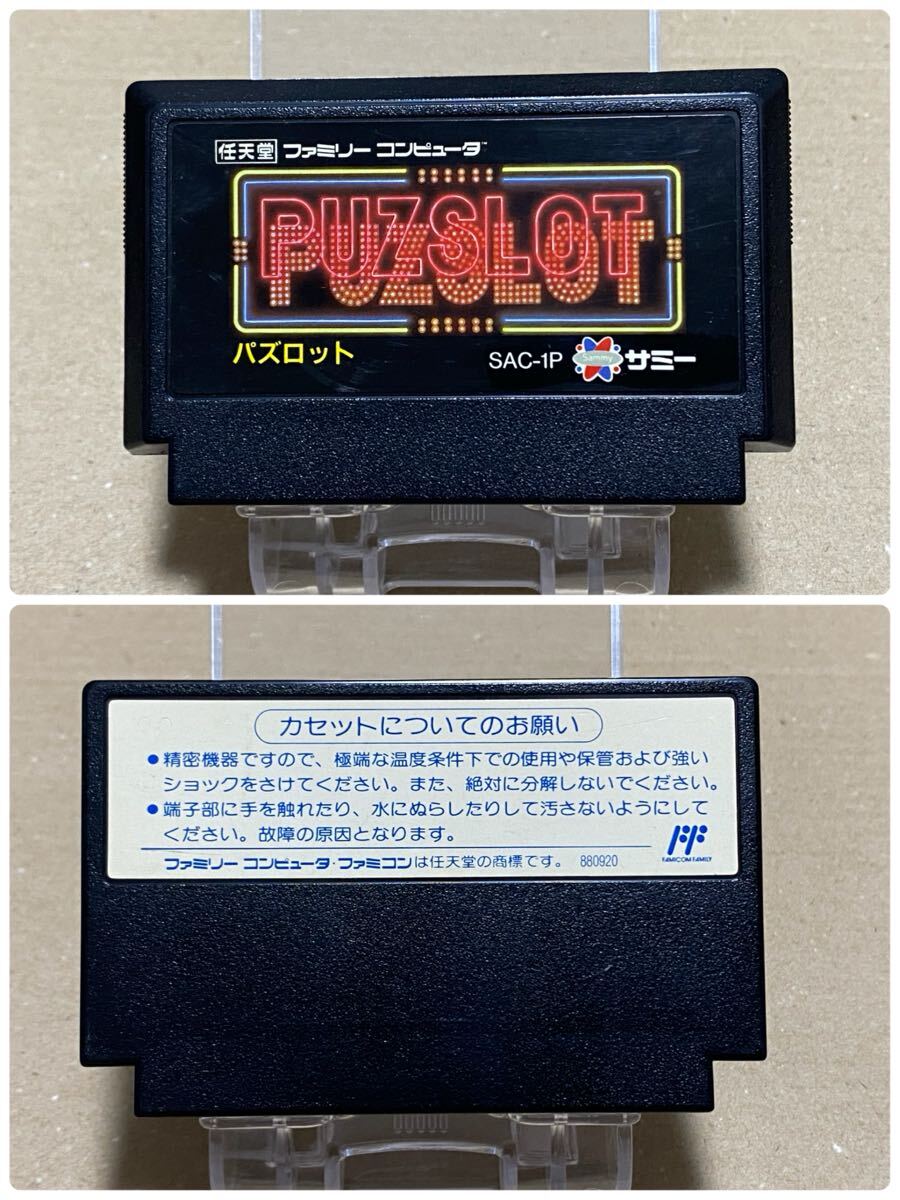 任天堂 ファミリー コンピュータ™
PUZSLOT
PUZSLOT
パズロット
SAC-1P Sammy サミー
カセットについてのお願い
●精密機器ですので、極端な温度条件下での使用や保管および強い
ショックをさけてください。また、絶対に分解しないでください。
●端子部に手を触れたり、水にぬらしたりして汚さないようにして
ください。故障の原因となります。
FAMICOM FAMILY
ファミリー コンピュータ・ファミコンは任天堂の商標です。 880920